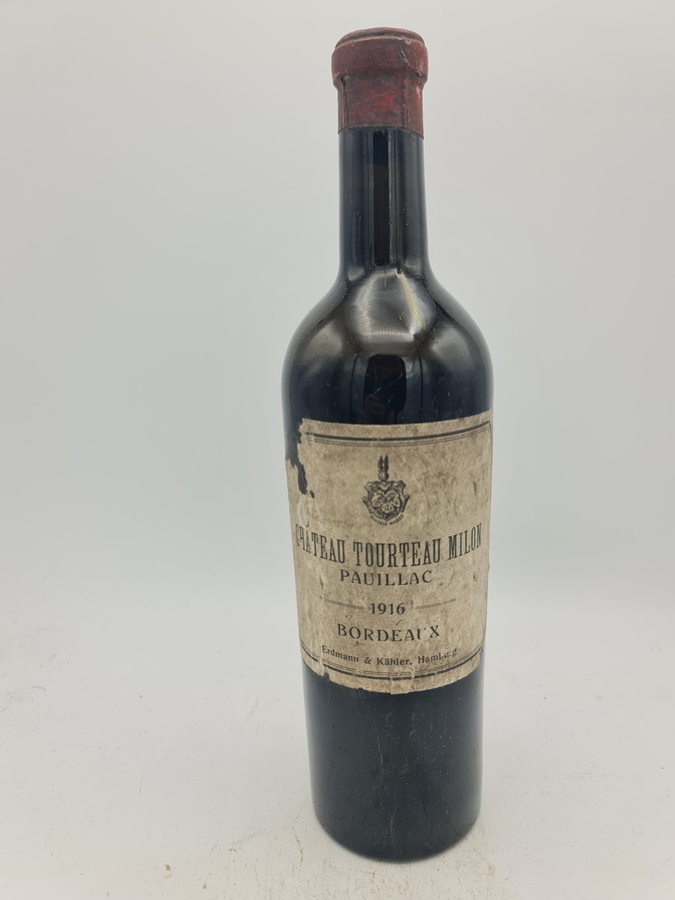 CHÂTEAU TOURTEAU MILON
PAUILLAC
1916
BORDEAUX
Erdmann & Kähler, Hamburg